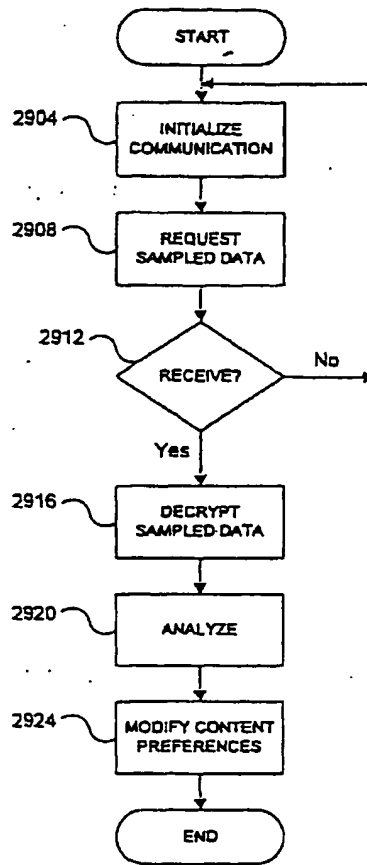 START
2904
INITIALIZE
COMMUNICATION
2908
REQUEST
SAMPLED DATA
2912
RECEIVE?
No
Yes
2916
DECRYPT
SAMPLED DATA
2920
ANALYZE
2924
MODIFY CONTENT
PREFERENCES
END